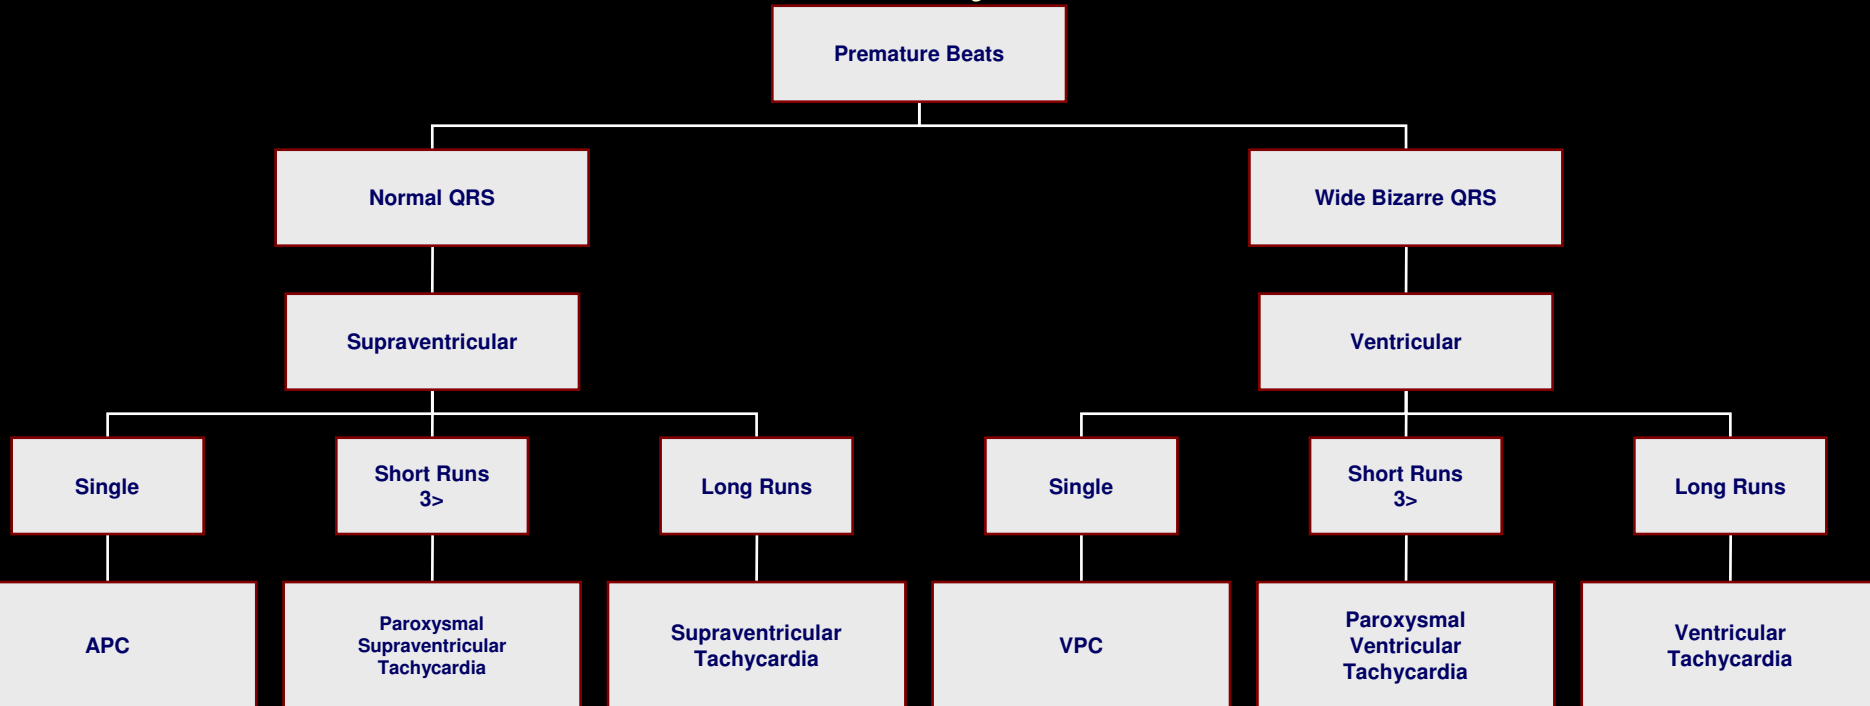 Premature Beats
Normal QRS
Wide Bizarre QRS
Supraventricular
Ventricular
Single
Short Runs
3>
Long Runs
Single
Short Runs
3>
Long Runs
APC
Paroxysmal
Supraventricular
Tachycardia
Supraventricular
Tachycardia
VPC
Paroxysmal
Ventricular
Tachycardia
Ventricular
Tachycardia